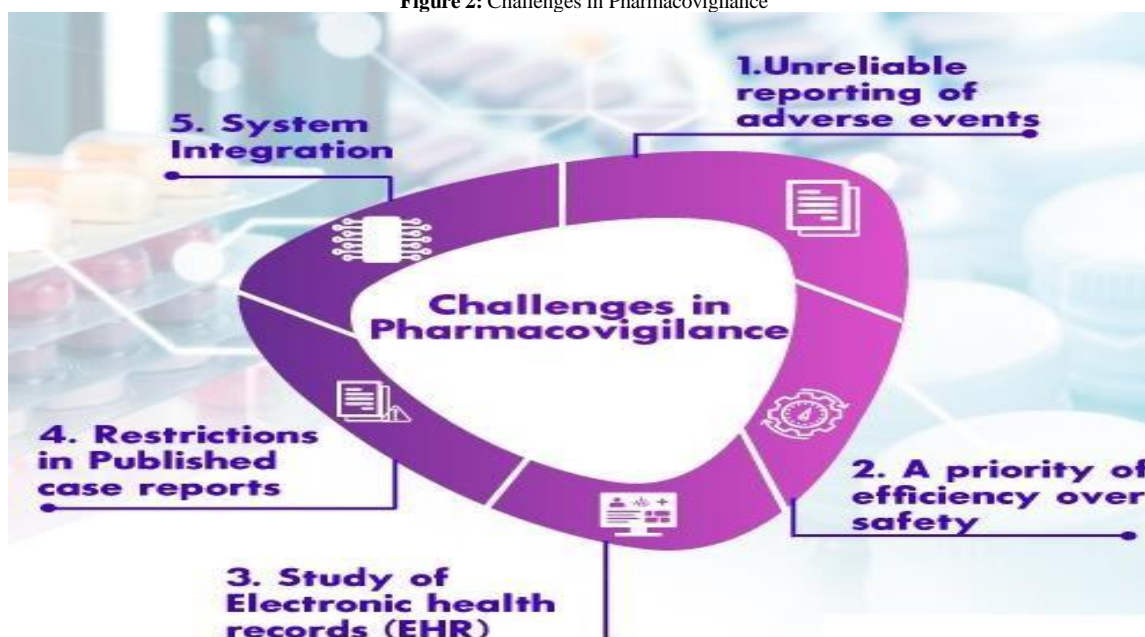 Figure 2: Challenges in Pharmacovigilance
1.Unreliable
reporting of
adverse events
5. System
Integration
Challenges in
Pharmacovigilance
4. Restrictions
in Published
case reports
2. A priority of
efficiency over
safety
3. Study of
Electronic health
records (EHR)